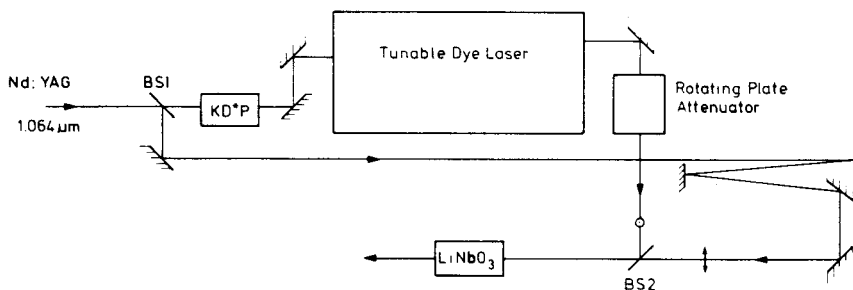 Tunable Dye Laser
Nd: YAG
BS1
KD*P
Rotating Plate
Attenuator
1.064 μm
LiNbO₃
BS2